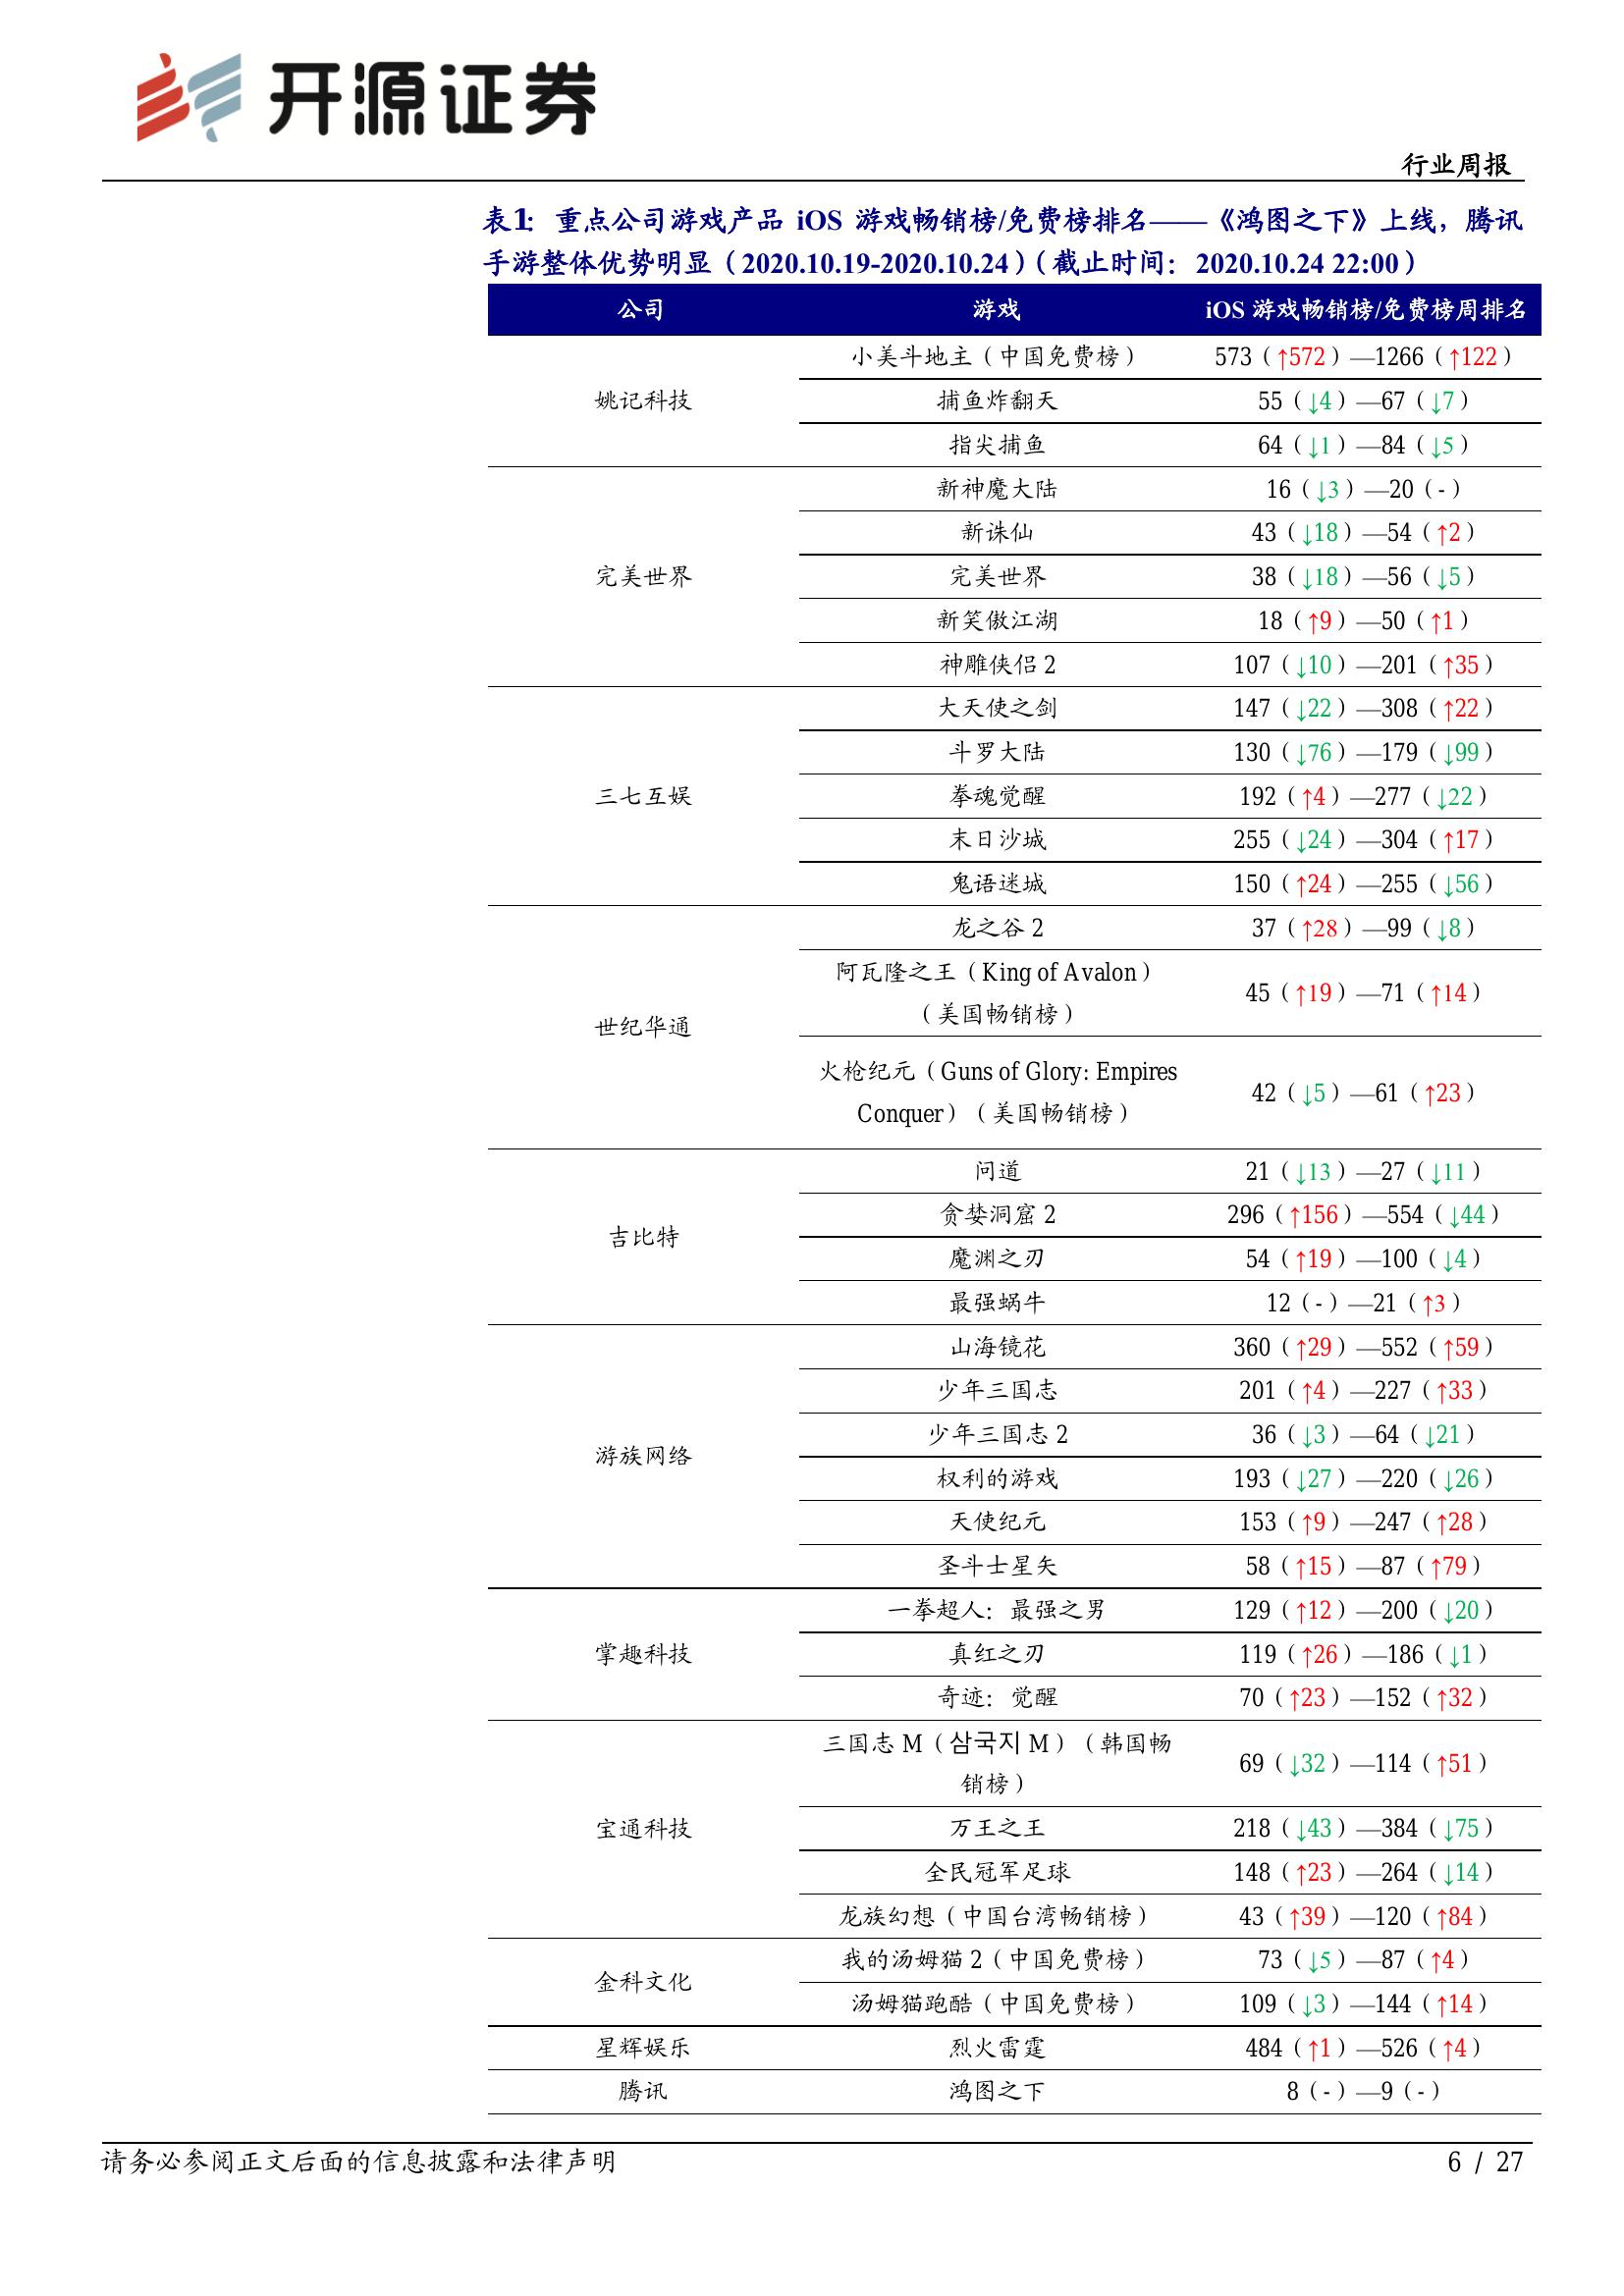 开源证券
行业周报
表1：重点公司游戏产品 iOS 游戏畅销榜/免费榜排名——《鸿图之下》上线，腾讯
手游整体优势明显（2020.10.19-2020.10.24）（截止时间：2020.10.24 22:00）
公司 游戏 iOS 游戏畅销榜/免费榜周排名
姚记科技
小美斗地主（中国免费榜） 573（↑572）—1266（↑122）
捕鱼炸翻天 55（↓4）—67（↓7）
指尖捕鱼 64（↓1）—84（↓5）
完美世界
新神魔大陆 16（↓3）—20（-）
新诛仙 43（↓18）—54（↑2）
完美世界 38（↓18）—56（↓5）
新笑傲江湖 18（↑9）—50（↑1）
神雕侠侣 2 107（↓10）—201（↑35）
三七互娱
大天使之剑 147（↓22）—308（↑22）
斗罗大陆 130（↓76）—179（↓99）
拳魂觉醒 192（↑4）—277（↓22）
末日沙城 255（↓24）—304（↑17）
鬼语迷城 150（↑24）—255（↓56）
世纪华通
龙之谷 2 37（↑28）—99（↓8）
阿瓦隆之王（King of Avalon）
（美国畅销榜） 45（↑19）—71（↑14）
火枪纪元（Guns of Glory: Empires
Conquer）（美国畅销榜） 42（↓5）—61（↑23）
吉比特
问道 21（↓13）—27（↓11）
贪婪洞窟 2 296（↑156）—554（↓44）
魔渊之刃 54（↑19）—100（↓4）
最强蜗牛 12（-）—21（↑3）
游族网络
山海镜花 360（↑29）—552（↑59）
少年三国志 201（↑4）—227（↑33）
少年三国志 2 36（↓3）—64（↓21）
权利的游戏 193（↓27）—220（↓26）
天使纪元 153（↑9）—247（↑28）
圣斗士星矢 58（↑15）—87（↑79）
掌趣科技
一拳超人：最强之男 129（↑12）—200（↓20）
真红之刃 119（↑26）—186（↓1）
奇迹：觉醒 70（↑23）—152（↑32）
宝通科技
三国志 M（삼국지 M）（韩国畅
销榜） 69（↓32）—114（↑51）
万王之王 218（↓43）—384（↓75）
全民冠军足球 148（↑23）—264（↓14）
龙族幻想（中国台湾畅销榜） 43（↑39）—120（↑84）
金科文化
我的汤姆猫 2（中国免费榜） 73（↓5）—87（↑4）
汤姆猫跑酷（中国免费榜） 109（↓3）—144（↑14）
星辉娱乐 烈火雷霆 484（↑1）—526（↑4）
腾讯 鸿图之下 8（-）—9（-）
请务必参阅正文后面的信息披露和法律声明 6 / 27